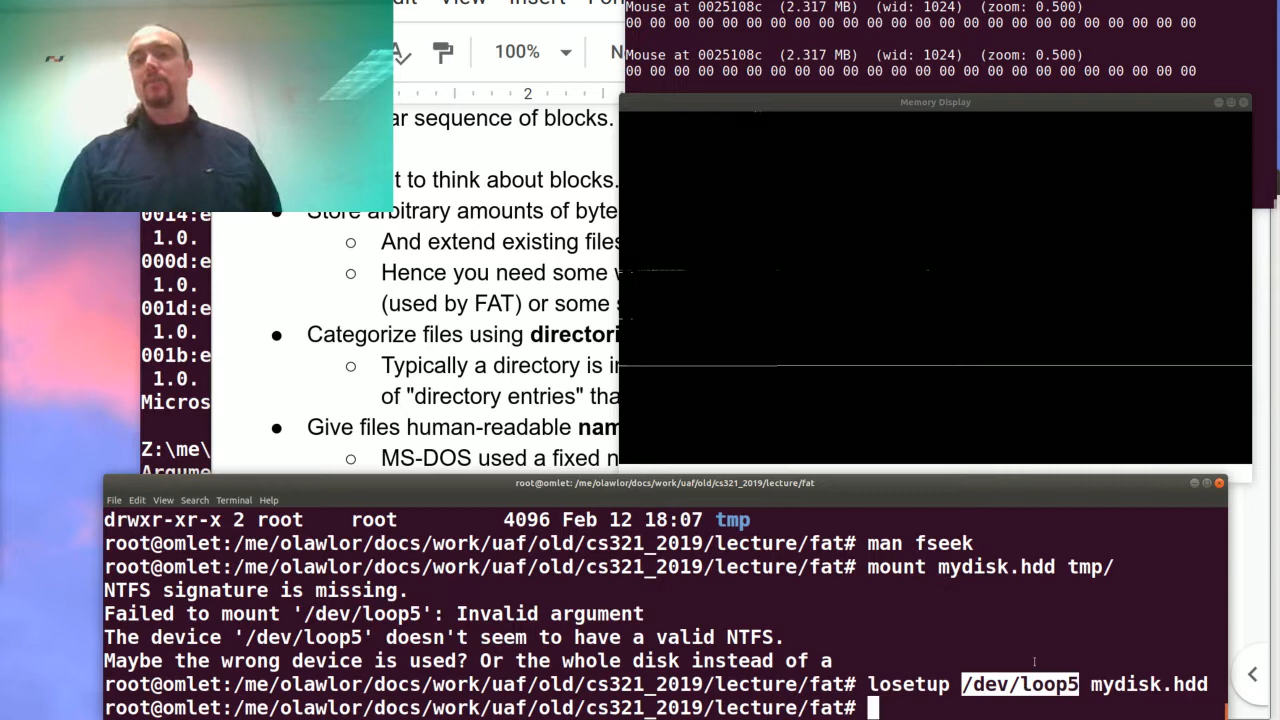 dit View Insert Form
100%
2
ar sequence of blocks.
t to think about blocks.
● Store arbitrary amounts of byte
○ And extend existing files
○ Hence you need some w
(used by FAT) or some s
● Categorize files using directori
○ Typically a directory is i
of "directory entries" tha
● Give files human-readable nam
○ MS-DOS used a fixed n
Mouse at 0025108c (2.317 MB) (wid: 1024) (zoom: 0.500)
00 00 00 00 00 00 00 00 00 00 00 00 00 00 00 00 00 00 00 00
Mouse at 0025108c (2.317 MB) (wid: 1024) (zoom: 0.500)
00 00 00 00 00 00 00 00 00 00 00 00 00 00 00 00 00 00 00 00
Memory Display
0014:e
1.0.
000d:e
1.0.
001d:e
1.0.
001b:e
1.0.
Micros
Z:\me\
Argume
root@omlet: /me/olawlor/docs/work/uaf/old/cs321_2019/lecture/fat
File Edit View Search Terminal Help
drwxr-xr-x 2 root root 4096 Feb 12 18:07 tmp
root@omlet:/me/olawlor/docs/work/uaf/old/cs321_2019/lecture/fat# man fseek
root@omlet:/me/olawlor/docs/work/uaf/old/cs321_2019/lecture/fat# mount mydisk.hdd tmp/
NTFS signature is missing.
Failed to mount '/dev/loop5': Invalid argument
The device '/dev/loop5' doesn't seem to have a valid NTFS.
Maybe the wrong device is used? Or the whole disk instead of a
root@omlet:/me/olawlor/docs/work/uaf/old/cs321_2019/lecture/fat# losetup /dev/loop5 mydisk.hdd
root@omlet:/me/olawlor/docs/work/uaf/old/cs321_2019/lecture/fat#